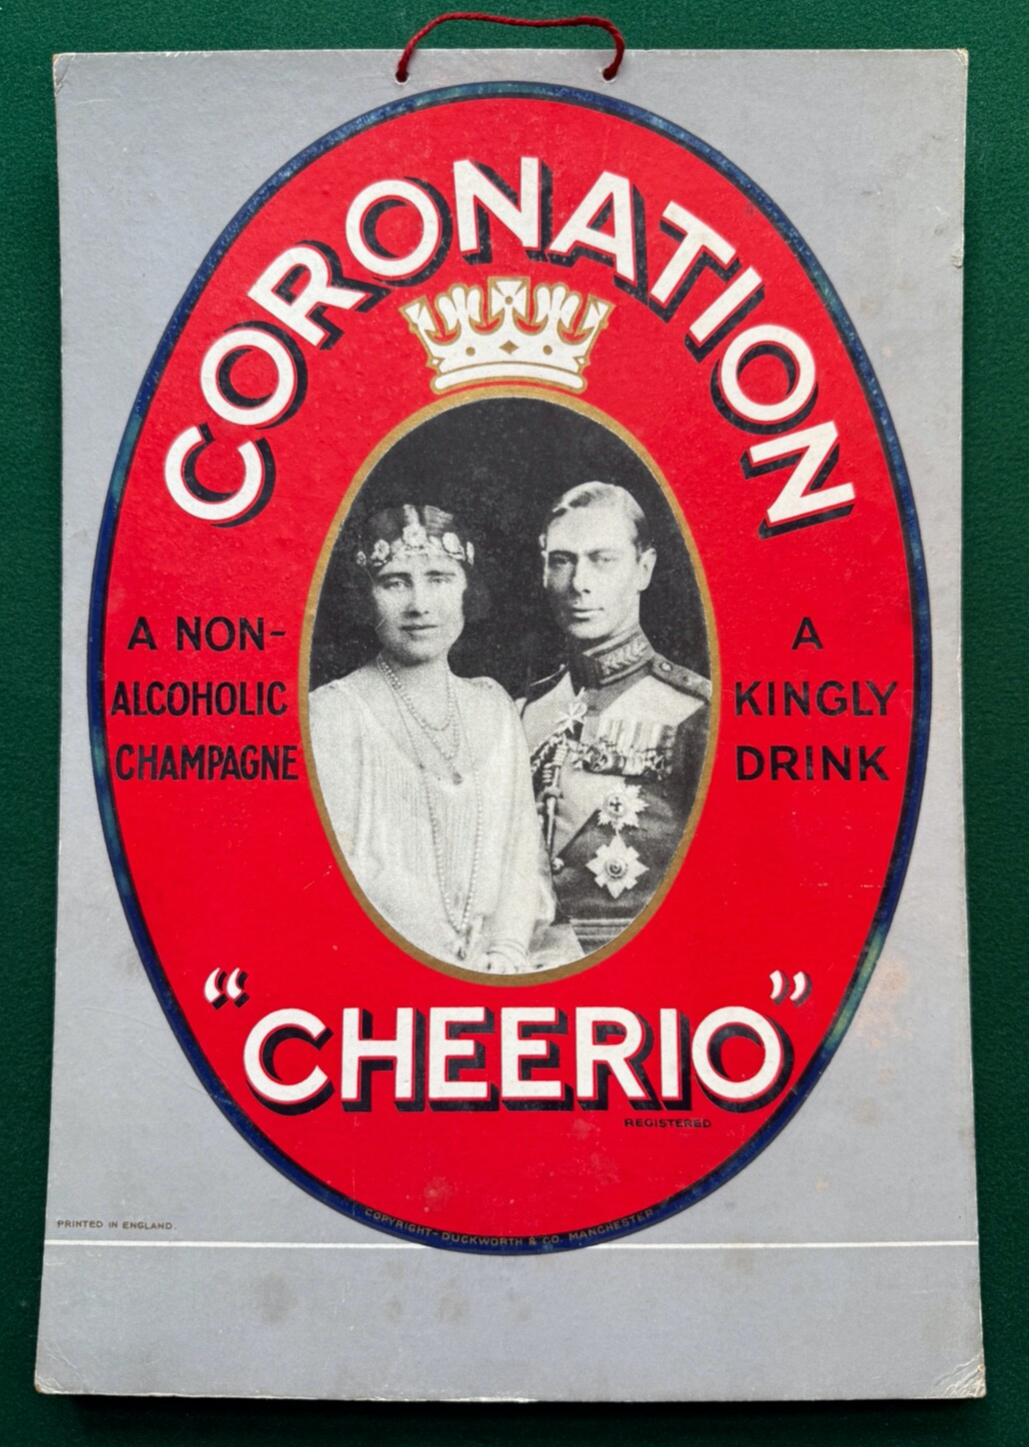 CORONATION
A NON-
ALCOHOLIC
CHAMPAGNE
A
KINGLY
DRINK
“CHEERIO”
REGISTERED
COPYRIGHT-DUCKWORTH & CO. MANCHESTER
PRINTED IN ENGLAND.